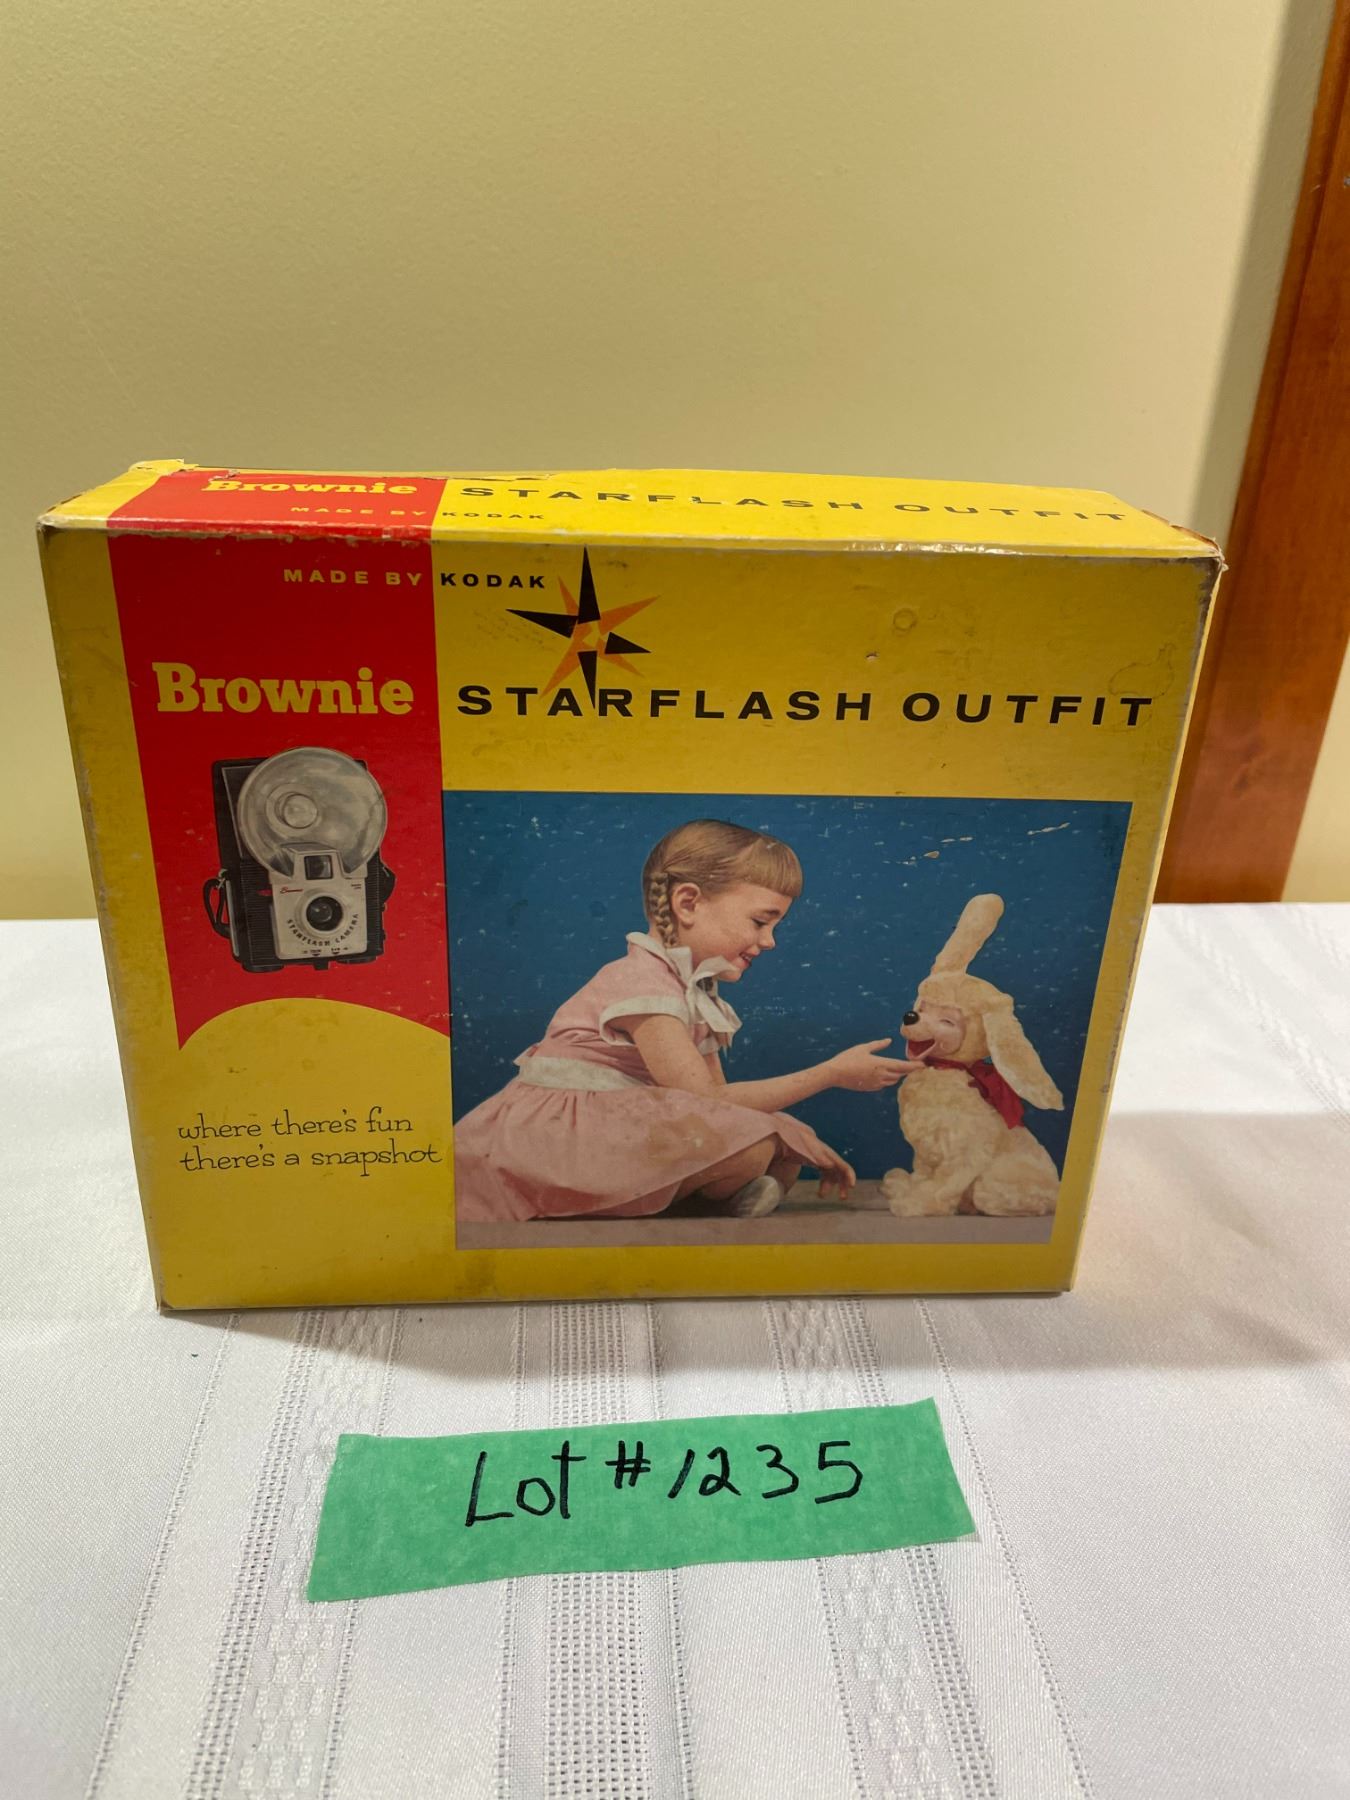 Brownie STARFLASH OUTFIT
MADE BY KODAK
MADE BY KODAK
Brownie STARFLASH OUTFIT
Brownie
STARFLASH CAMERA
where there's fun
there's a snapshot
Lot #1235